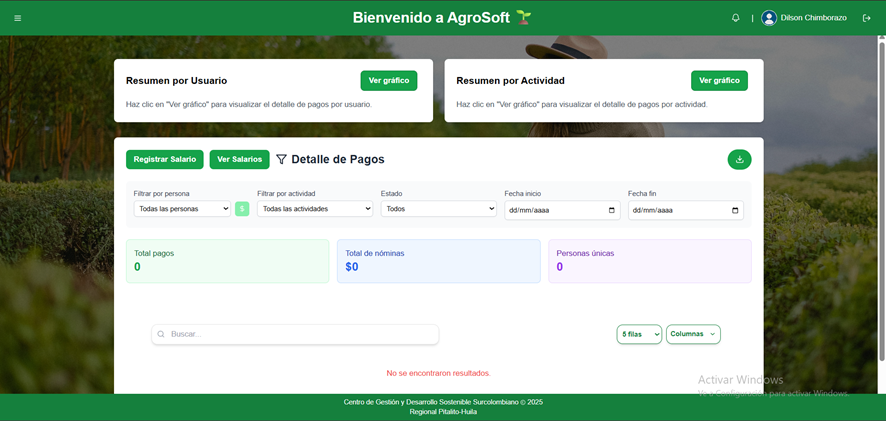 Bienvenido a AgroSoft
Dilson Chimborazo
Resumen por Usuario
Ver gráfico
Haz clic en "Ver gráfico" para visualizar el detalle de pagos por usuario.
Resumen por Actividad
Ver gráfico
Haz clic en "Ver gráfico" para visualizar el detalle de pagos por actividad.
Registrar Salario
Ver Salarios
Detalle de Pagos
Filtrar por persona
Todas las personas
$
Filtrar por actividad
Todas las actividades
Estado
Todos
Fecha inicio
dd/mm/aaaa
Fecha fin
dd/mm/aaaa
Total pagos
0
Total de nóminas
$0
Personas únicas
0
Buscar...
5 filas
Columnas
No se encontraron resultados.
Activar Windows
Ve a Configuración para activar Windows.
Centro de Gestión y Desarrollo Sostenible Surcolombiano © 2025
Regional Pitalito-Huila